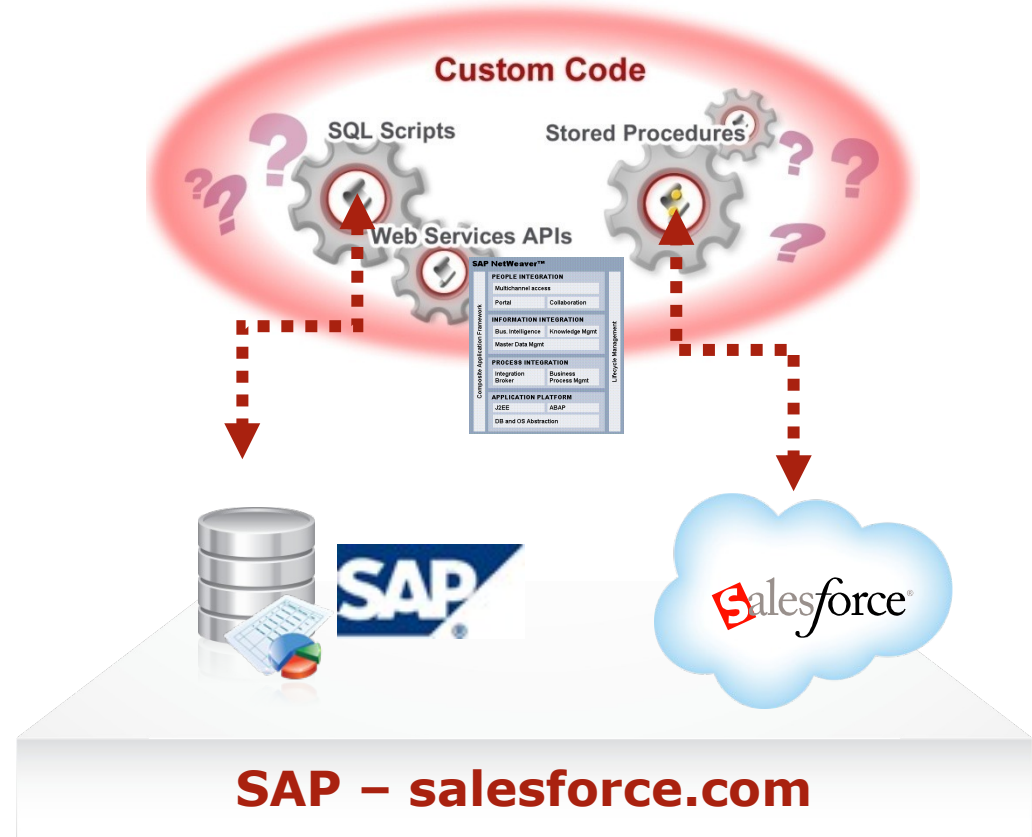 Custom Code
SQL Scripts
Stored Procedures
Web Services APIs
SAP NetWeaver™
Composite Application Framework
PEOPLE INTEGRATION
Multichannel access
Portal Collaboration
INFORMATION INTEGRATION
Bus. Intelligence Knowledge Mgmt
Master Data Mgmt
PROCESS INTEGRATION
Integration Broker
Business Process Mgmt
APPLICATION PLATFORM
J2EE ABAP
DB and OS Abstraction
Lifecycle Management
SAP®
salesforce®
SAP – salesforce.com